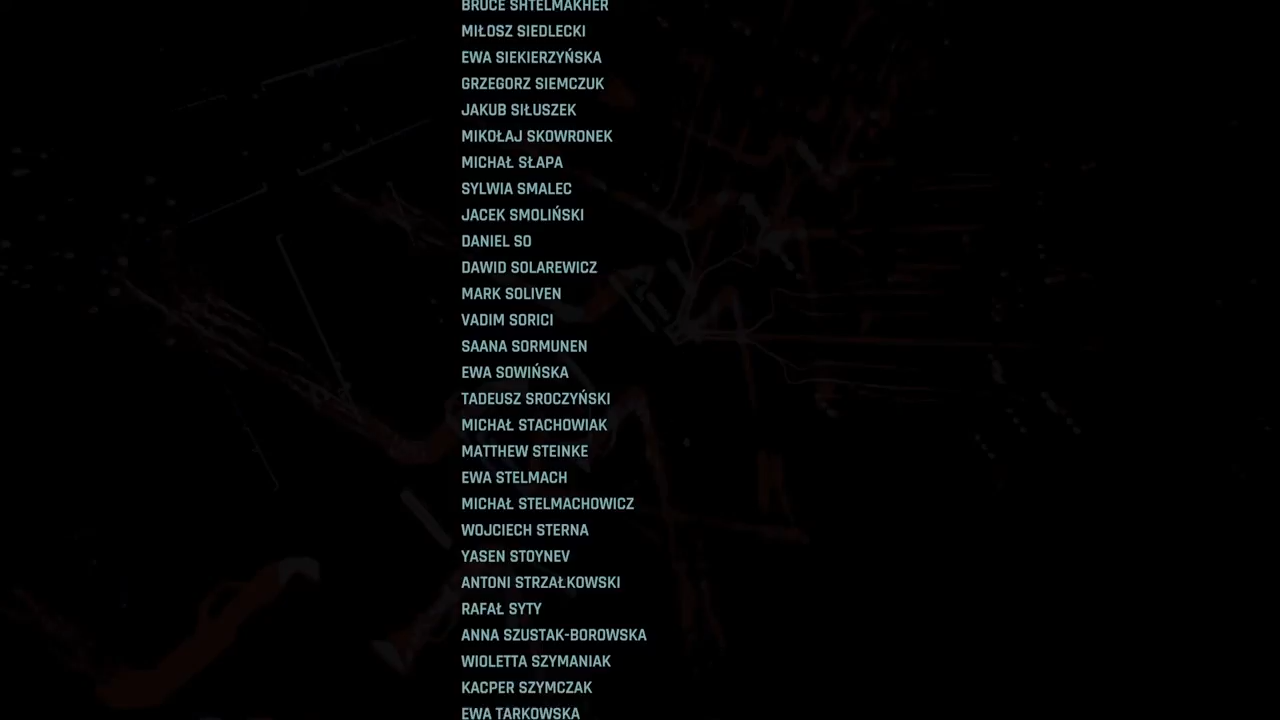 BRUCE SHTELMAKHER
MIŁOSZ SIEDLECKI
EWA SIEKIERZYŃSKA
GRZEGORZ SIEMCZUK
JAKUB SIŁUSZEK
MIKOŁAJ SKOWRONEK
MICHAŁ SŁAPA
SYLWIA SMALEC
JACEK SMOLIŃSKI
DANIEL SO
DAWID SOLAREWICZ
MARK SOLIVEN
VADIM SORICI
SAANA SORMUNEN
EWA SOWIŃSKA
TADEUSZ SROCZYŃSKI
MICHAŁ STACHOWIAK
MATTHEW STEINKE
EWA STELMACH
MICHAŁ STELMACHOWICZ
WOJCIECH STERNA
YASEN STOYNEV
ANTONI STRZAŁKOWSKI
RAFAŁ SYTY
ANNA SZUSTAK-BOROWSKA
WIOLETTA SZYMANIAK
KACPER SZYMCZAK
EWA TARKOWSKA